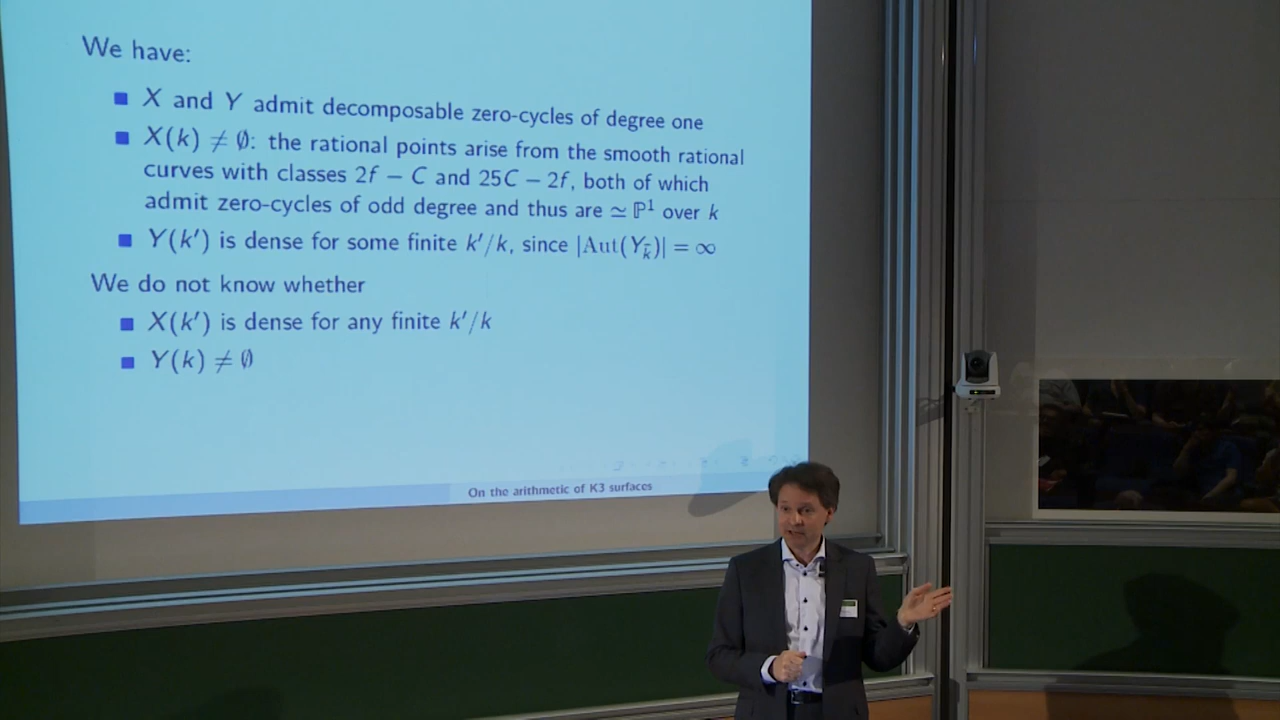 We have:
X and Y admit decomposable zero-cycles of degree one
X(k) ≠ ∅: the rational points arise from the smooth rational
curves with classes 2f − C and 25C − 2f, both of which
admit zero-cycles of odd degree and thus are ≃ ℙ¹ over k
Y(k′) is dense for some finite k′/k, since |Aut(Y_k̄)| = ∞
We do not know whether
X(k′) is dense for any finite k′/k
Y(k) ≠ ∅
On the arithmetic of K3 surfaces